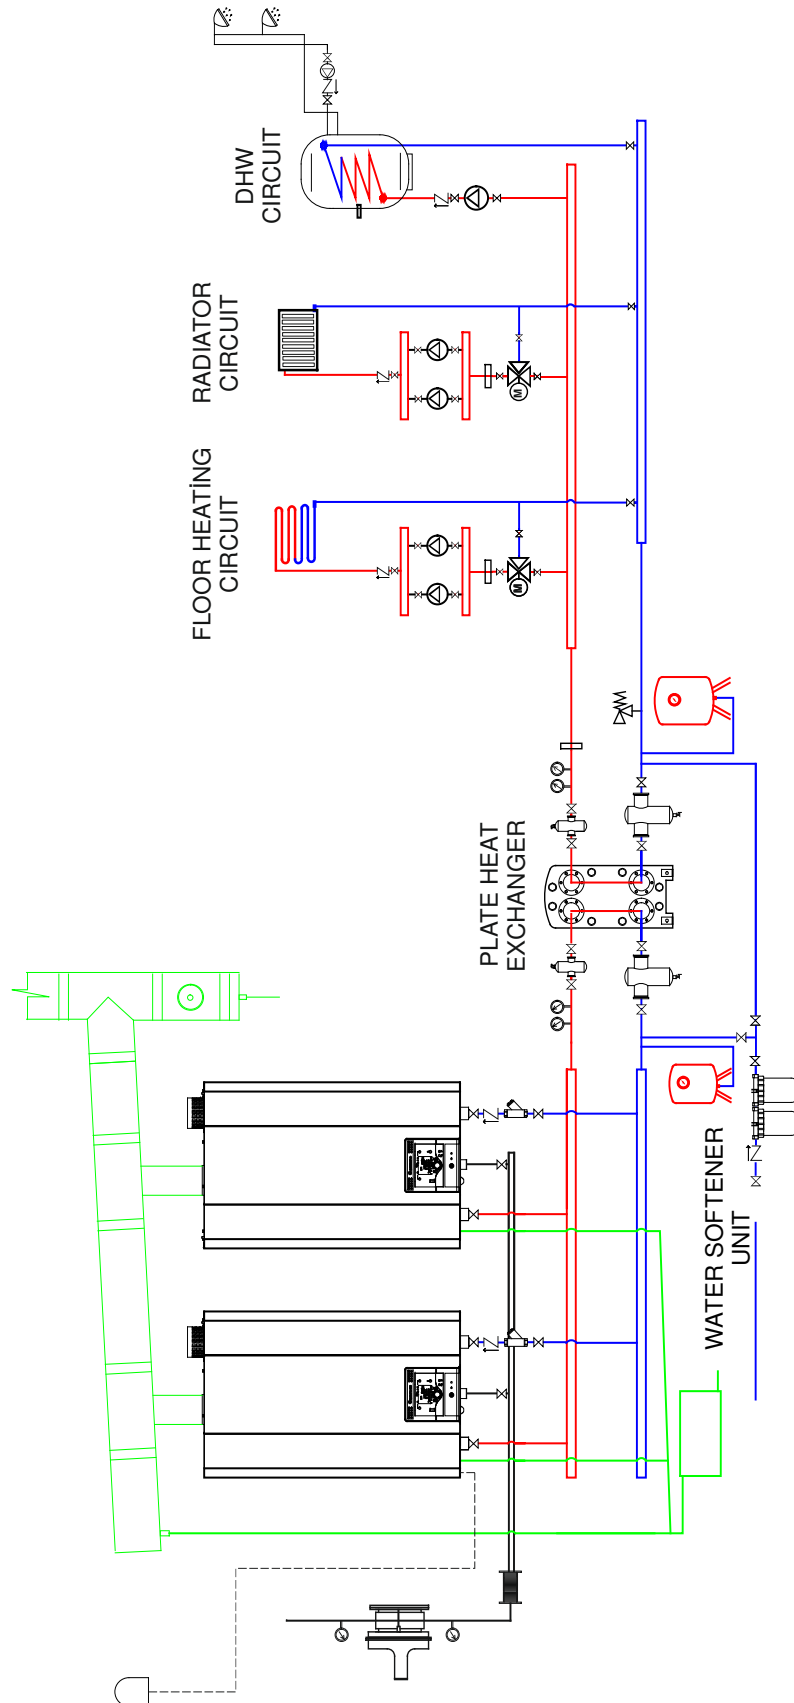 DHW
CIRCUIT
RADIATOR
CIRCUIT
M
FLOOR HEATİNG
CIRCUIT
M
PLATE HEAT
EXCHANGER
WATER SOFTENER
UNIT